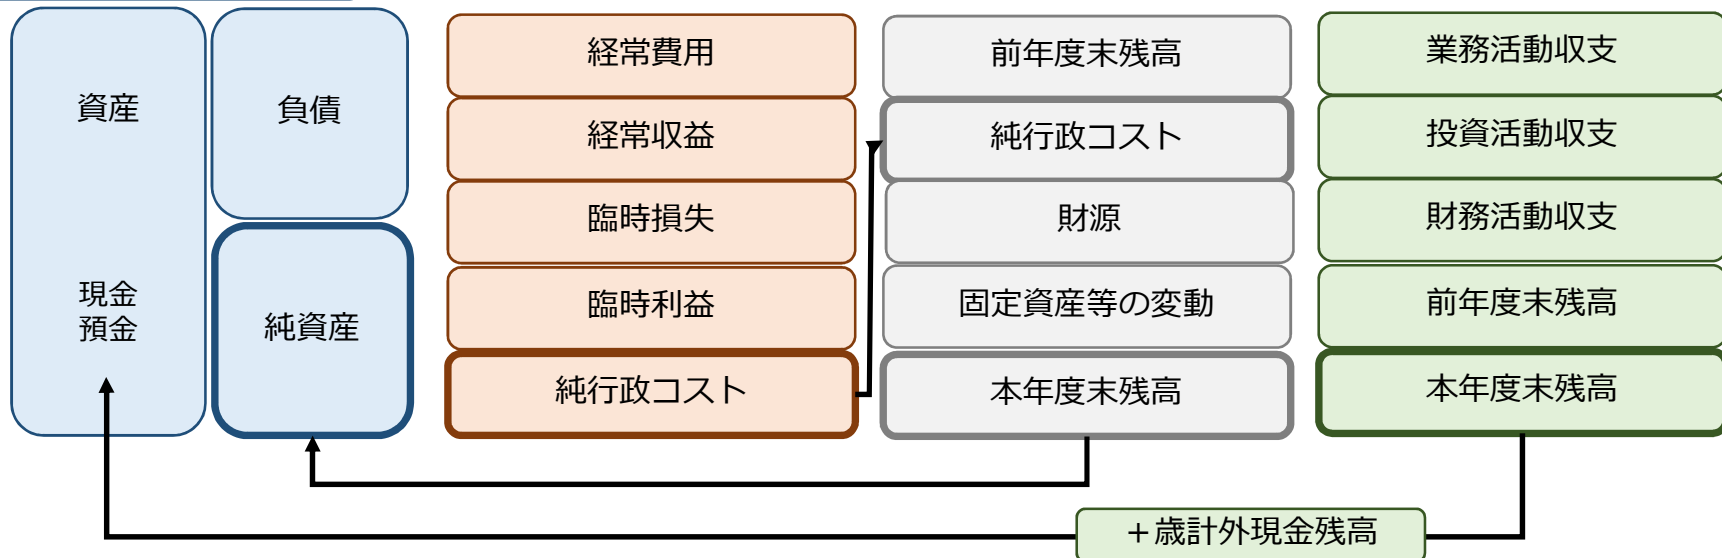 資産
現金
預金
負債
純資産
経常費用
経常収益
臨時損失
臨時利益
純行政コスト
前年度末残高
純行政コスト
財源
固定資産等の変動
本年度末残高
業務活動収支
投資活動収支
財務活動収支
前年度末残高
本年度末残高
＋歳計外現金残高